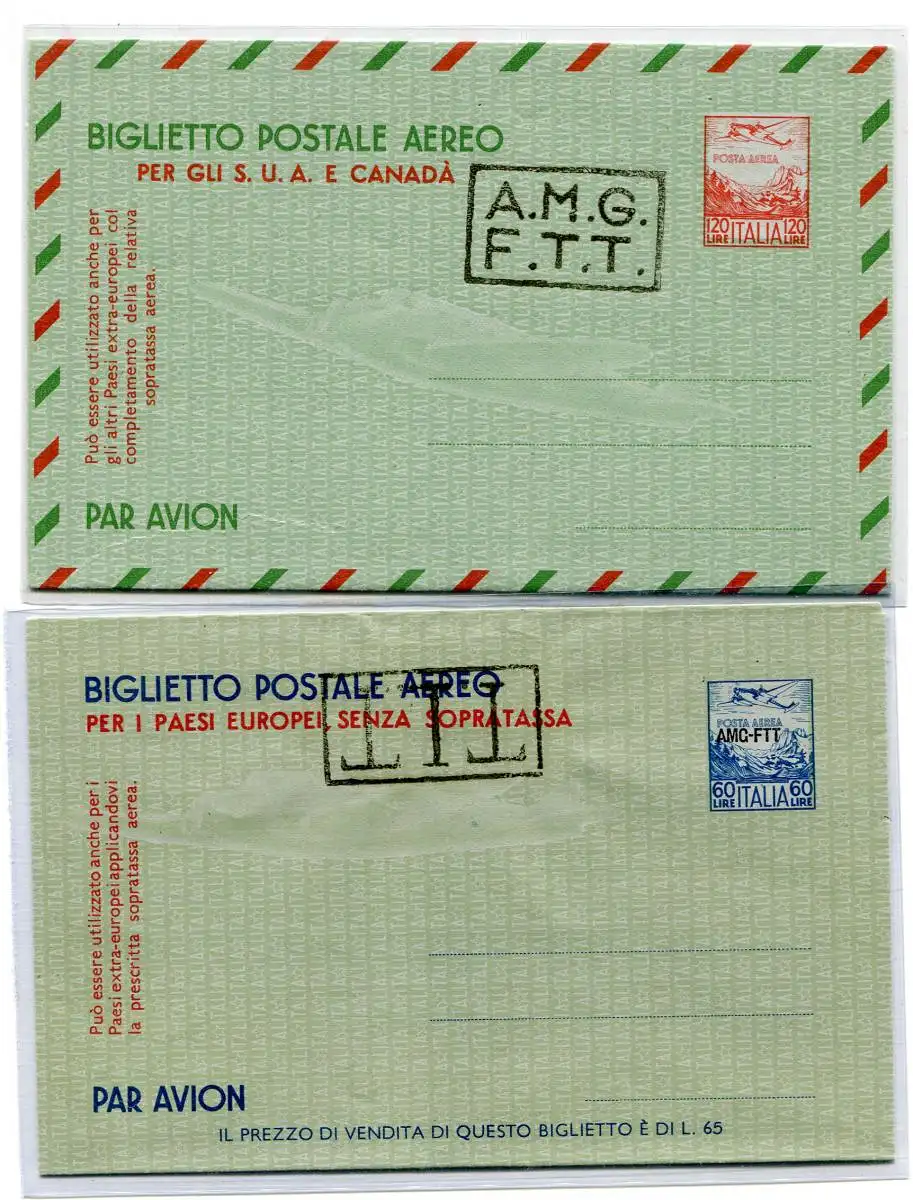 BIGLIETTO POSTALE AEREO
PER GLI S. U. A. E CANADÀ
A.M.G.
F.T.T.
POSTA AEREA
120 ITALIA 120
LIRE LIRE
Può essere utilizzato anche per
gli altri Paesi extra-europei col
completamento della relativa
sopratassa aerea.
PAR AVION
BIGLIETTO POSTALE AEREO
PER I PAESI EUROPEI SENZA SOPRATASSA
POSTA AEREA
AMG-FTT
60 ITALIA 60
LIRE LIRE
Può essere utilizzato anche per i
Paesi extra-europei applicandovi
la prescritta sopratassa aerea.
PAR AVION
IL PREZZO DI VENDITA DI QUESTO BIGLIETTO È DI L. 65